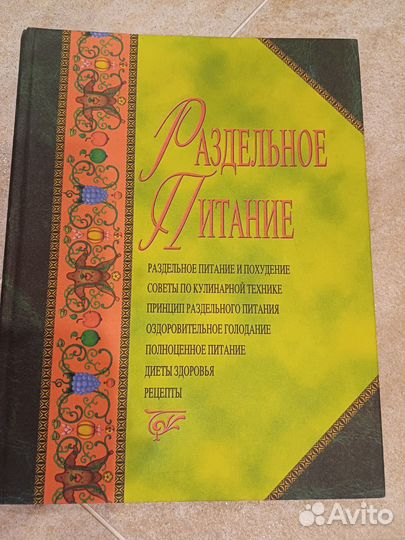 Раздельное
Питание
РАЗДЕЛЬНОЕ ПИТАНИЕ И ПОХУДЕНИЕ
СОВЕТЫ ПО КУЛИНАРНОЙ ТЕХНИКЕ
ПРИНЦИП РАЗДЕЛЬНОГО ПИТАНИЯ
ОЗДОРОВИТЕЛЬНОЕ ГОЛОДАНИЕ
ПОЛНОЦЕННОЕ ПИТАНИЕ
ДИЕТЫ ЗДОРОВЬЯ
РЕЦЕПТЫ
Avito